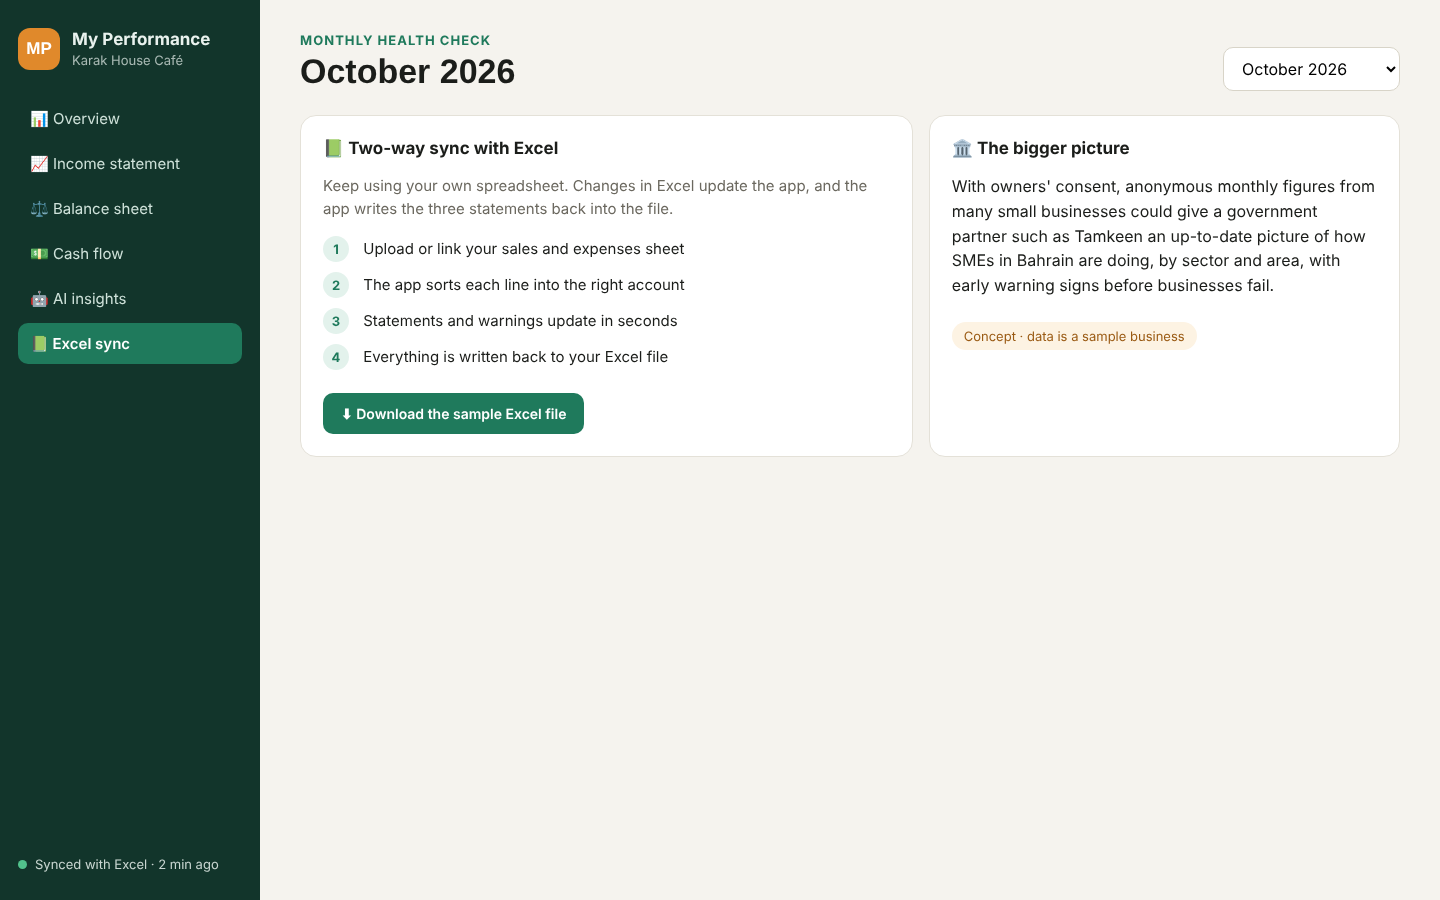 MP
My Performance
Karak House Café
📊 Overview
📈 Income statement
⚖️ Balance sheet
💵 Cash flow
🤖 AI insights
📗 Excel sync
Synced with Excel · 2 min ago
MONTHLY HEALTH CHECK
October 2026
October 2026
📗 Two-way sync with Excel
Keep using your own spreadsheet. Changes in Excel update the app, and the
app writes the three statements back into the file.
1 Upload or link your sales and expenses sheet
2 The app sorts each line into the right account
3 Statements and warnings update in seconds
4 Everything is written back to your Excel file
⬇ Download the sample Excel file
🏛️ The bigger picture
With owners' consent, anonymous monthly figures from
many small businesses could give a government
partner such as Tamkeen an up-to-date picture of how
SMEs in Bahrain are doing, by sector and area, with
early warning signs before businesses fail.
Concept · data is a sample business